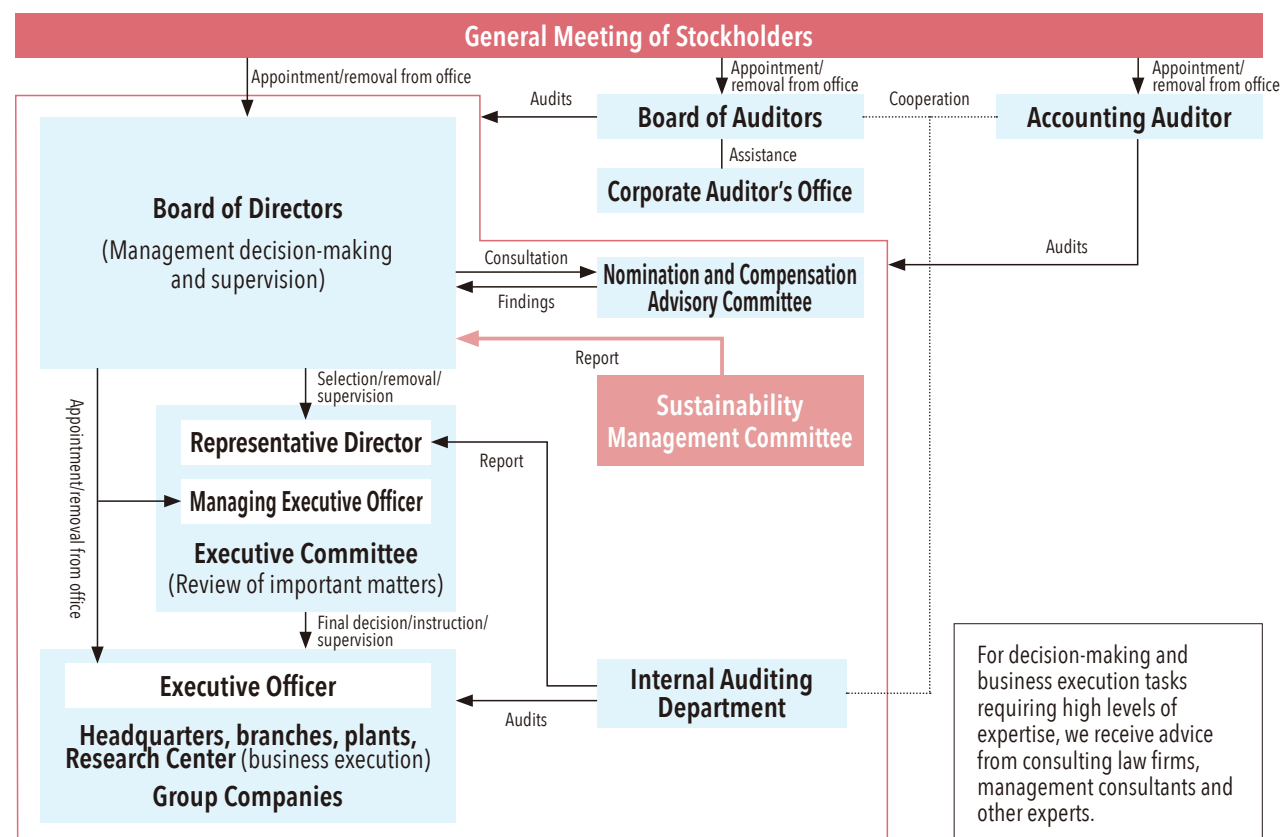 General Meeting of Stockholders
Appointment/removal from office
Appointment/
removal from office
Appointment/
removal from office
Audits
Board of Auditors
Cooperation
Accounting Auditor
Assistance
Corporate Auditor's Office
Board of Directors
(Management decision-making
and supervision)
Consultation
Findings
Nomination and Compensation
Advisory Committee
Audits
Report
Sustainability
Management Committee
Selection/removal/
supervision
Appointment/removal from office
Representative Director
Report
Managing Executive Officer
Executive Committee
(Review of important matters)
Final decision/instruction/
supervision
Executive Officer
Headquarters, branches, plants,
Research Center (business execution)
Group Companies
Audits
Internal Auditing
Department
For decision-making and
business execution tasks
requiring high levels of
expertise, we receive advice
from consulting law firms,
management consultants and
other experts.